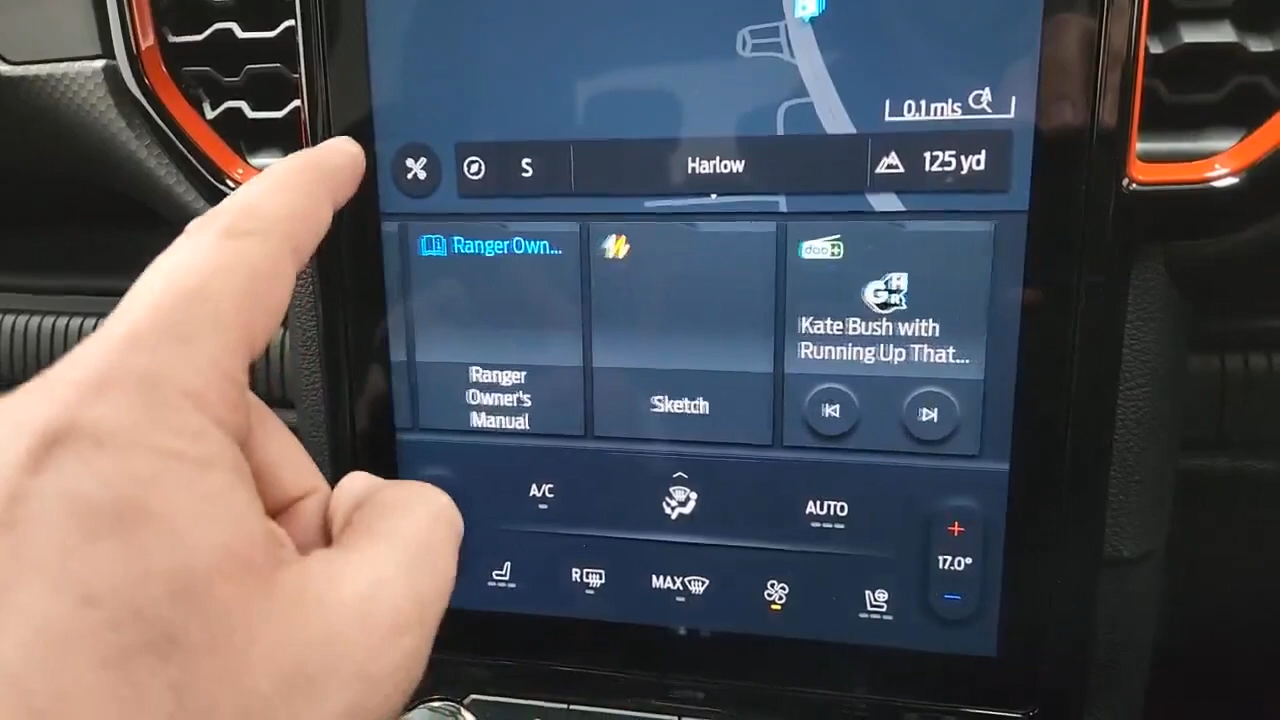 0.1 mls
S
Harlow
125 yd
Ranger Own...
dab+
GHR
Kate Bush with
Running Up That...
Ranger
Owner's
Manual
Sketch
A/C
AUTO
17.0°
R
MAX